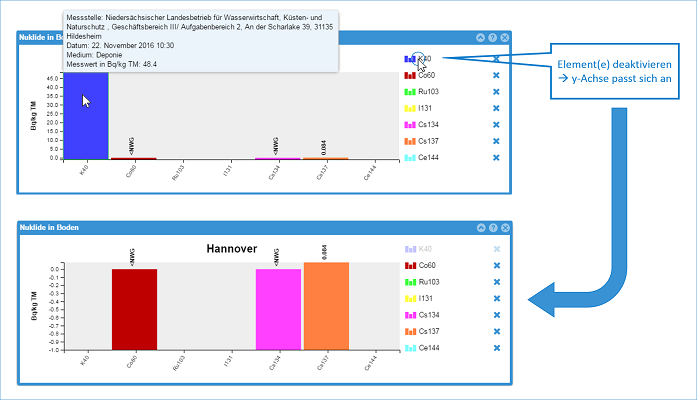 Messstelle: Niedersächsischer Landesbetrieb für Wasserwirtschaft, Küsten- und
Naturschutz , Geschäftsbereich III/ Aufgabenbereich 2, An der Scharlake 39, 31135
Hildesheim
Datum: 22. November 2016 10:30
Medium: Deponie
Messwert in Bq/kg TM: 48.4
Nuklide in Bo
Bq/kg TM
45.0
40.0
35.0
30.0
25.0
20.0
15.0
10.0
5.0
0.0
<NWG
<NWG
0.084
K40
Co60
Ru103
I131
Cs134
Cs137
Ce144
K40
Co60
Ru103
I131
Cs134
Cs137
Ce144
Element(e) deaktivieren
→ y-Achse passt sich an
Nuklide in Boden
Hannover
Bq/kg TM
0.0
-0.1
-0.2
-0.3
-0.4
-0.5
-0.6
-0.7
-0.8
-0.9
-1.0
<NWG
<NWG
0.084
K40
Co60
Ru103
I131
Cs134
Cs137
Ce144
K40
Co60
Ru103
I131
Cs134
Cs137
Ce144